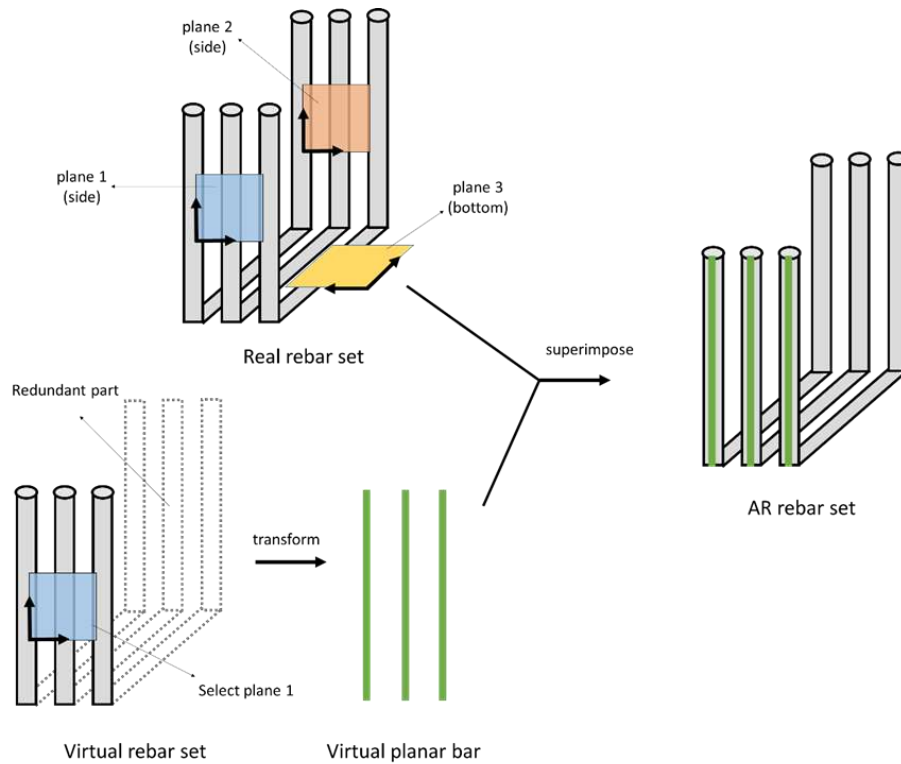 plane 2
(side)
plane 1
(side)
plane 3
(bottom)
Real rebar set
superimpose
Redundant part
transform
Select plane 1
AR rebar set
Virtual rebar set
Virtual planar bar